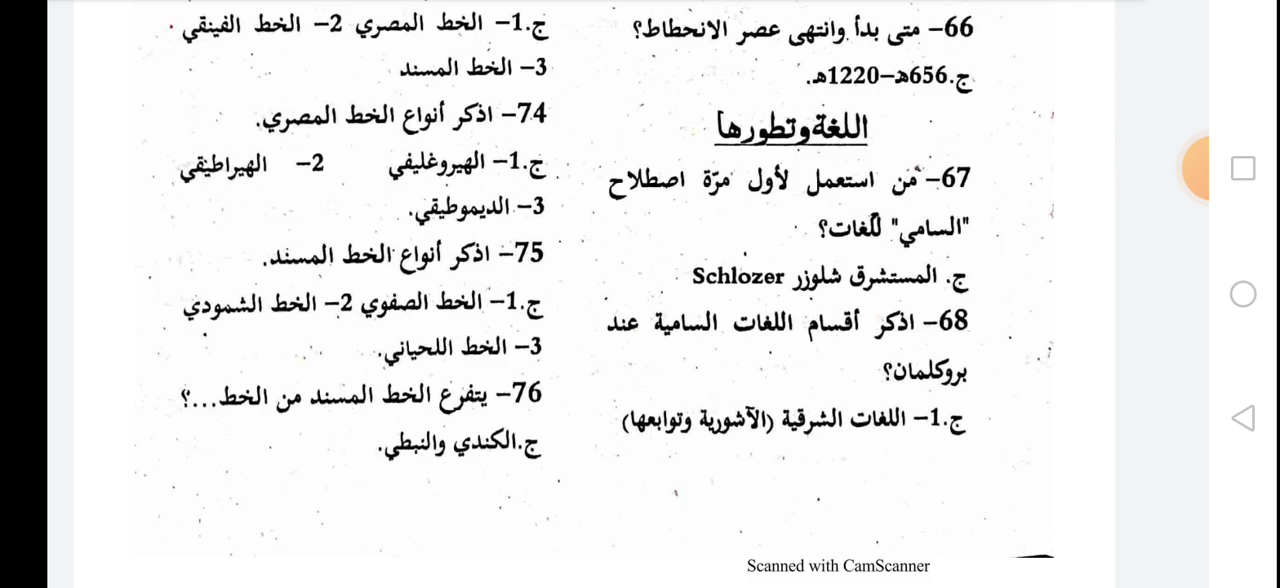 66- متى بدأ وانتهى عصر الانحطاط؟
ج.656هـ-1220هـ.
اللغة وتطورها
67- من استعمل لأول مرّة اصطلاح
"السامي" للغات؟
ج. المستشرق شلوزر Schlozer
68- اذكر أقسام اللغات السامية عند
بروكلمان؟
ج.1- اللغات الشرقية (الآشورية وتوابعها)
ج.1- الخط المصري 2- الخط الفينقي
3- الخط المسند
74- اذكر أنواع الخط المصري.
ج.1- الهيروغليفي 2- الهيراطيقي
3- الديموطيقي.
75- اذكر أنواع الخط المسند.
ج.1- الخط الصفوي 2- الخط الشمودي
3- الخط اللحياني.
76- يتفرع الخط المسند من الخط...؟
ج.الكندي والنبطي.
Scanned with CamScanner